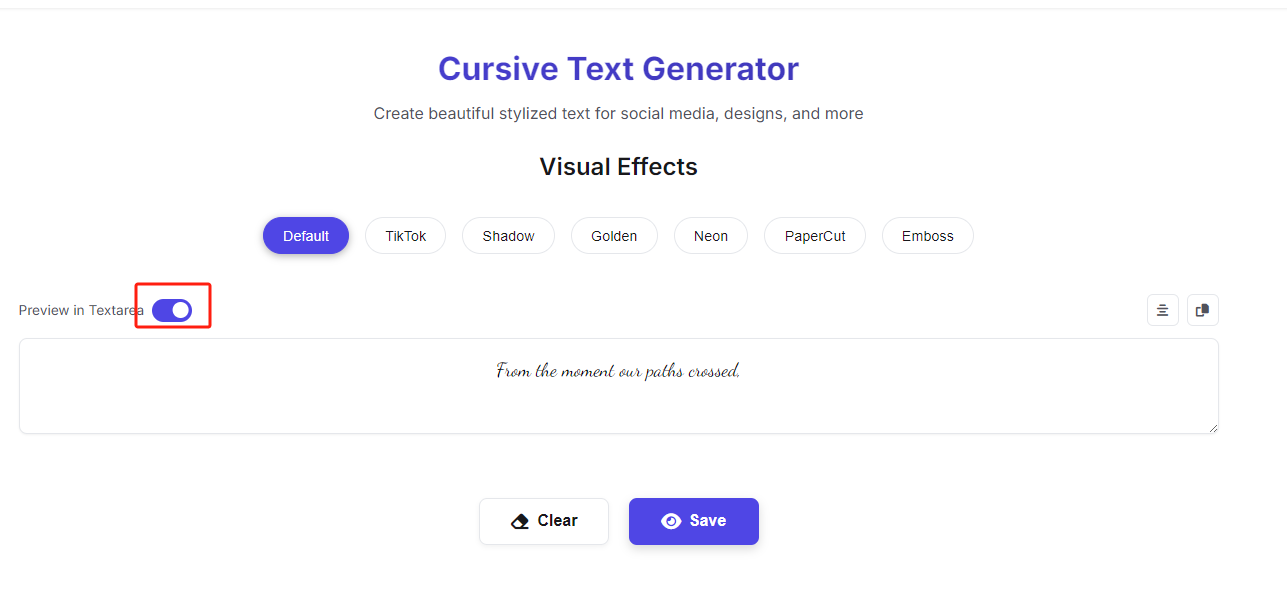 Cursive Text Generator
Create beautiful stylized text for social media, designs, and more
Visual Effects
Default TikTok Shadow Golden Neon PaperCut Emboss
Preview in Textarea
From the moment our paths crossed,
Clear Save